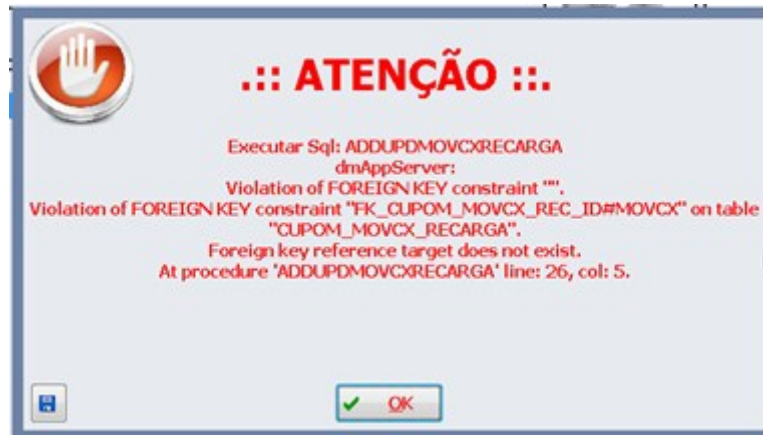 .:: ATENÇÃO ::.
Executar Sql: ADDUPDMOVCXRECARGA
dmAppServer:
Violation of FOREIGN KEY constraint "".
Violation of FOREIGN KEY constraint "FK_CUPOM_MOVCX_REC_ID#MOVCX" on table
"CUPOM_MOVCX_RECARGA".
Foreign key reference target does not exist.
At procedure 'ADDUPDMOVCXRECARGA' line: 26, col: 5.
OK